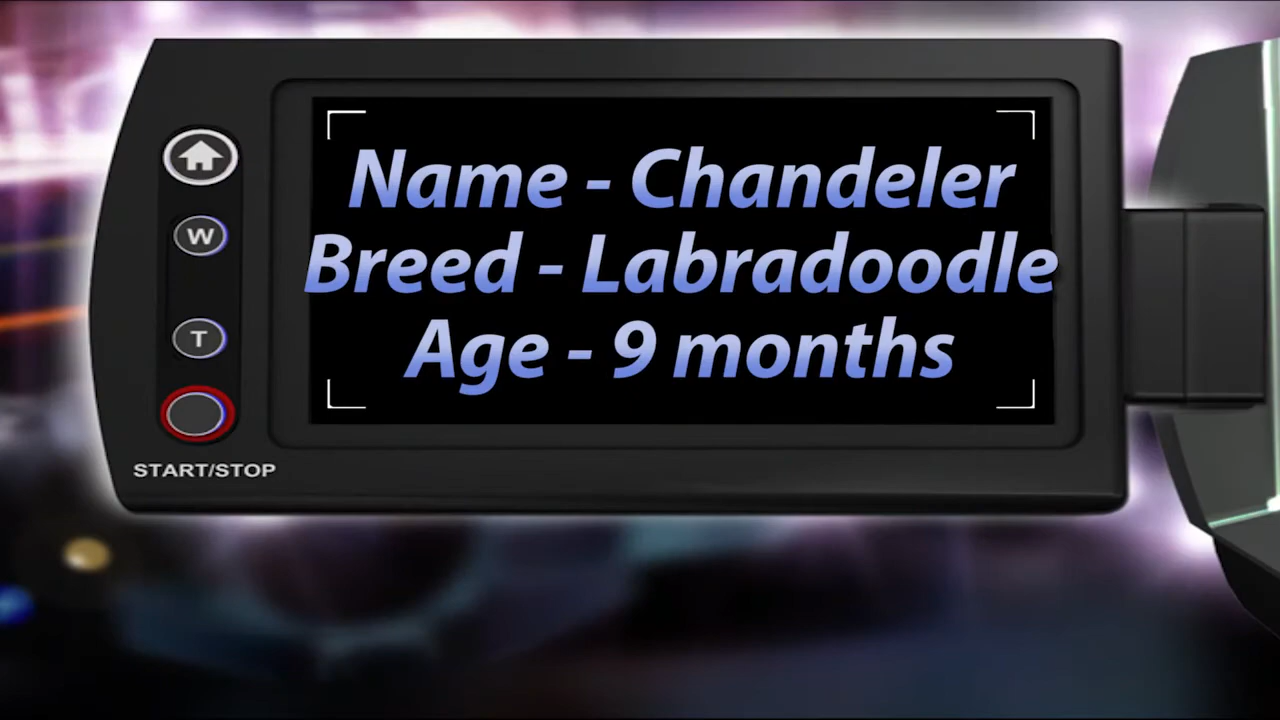 Name - Chandeler
Breed - Labradoodle
Age - 9 months
W
T
START/STOP